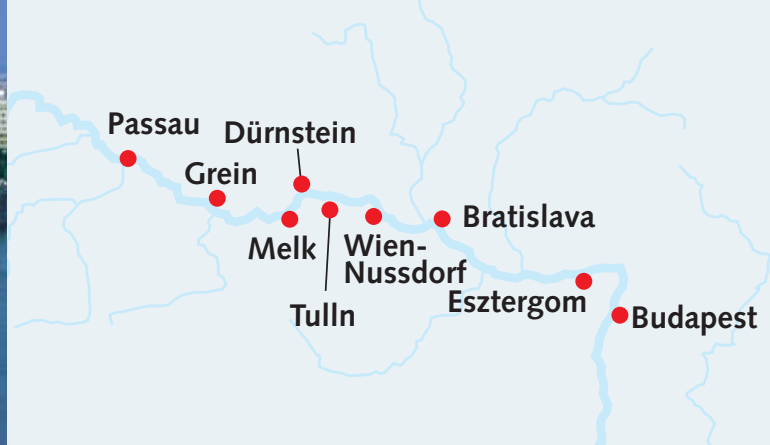 Passau
Dürnstein
Grein
Melk
Wien-
Nussdorf
Bratislava
Tulln
Esztergom
Budapest